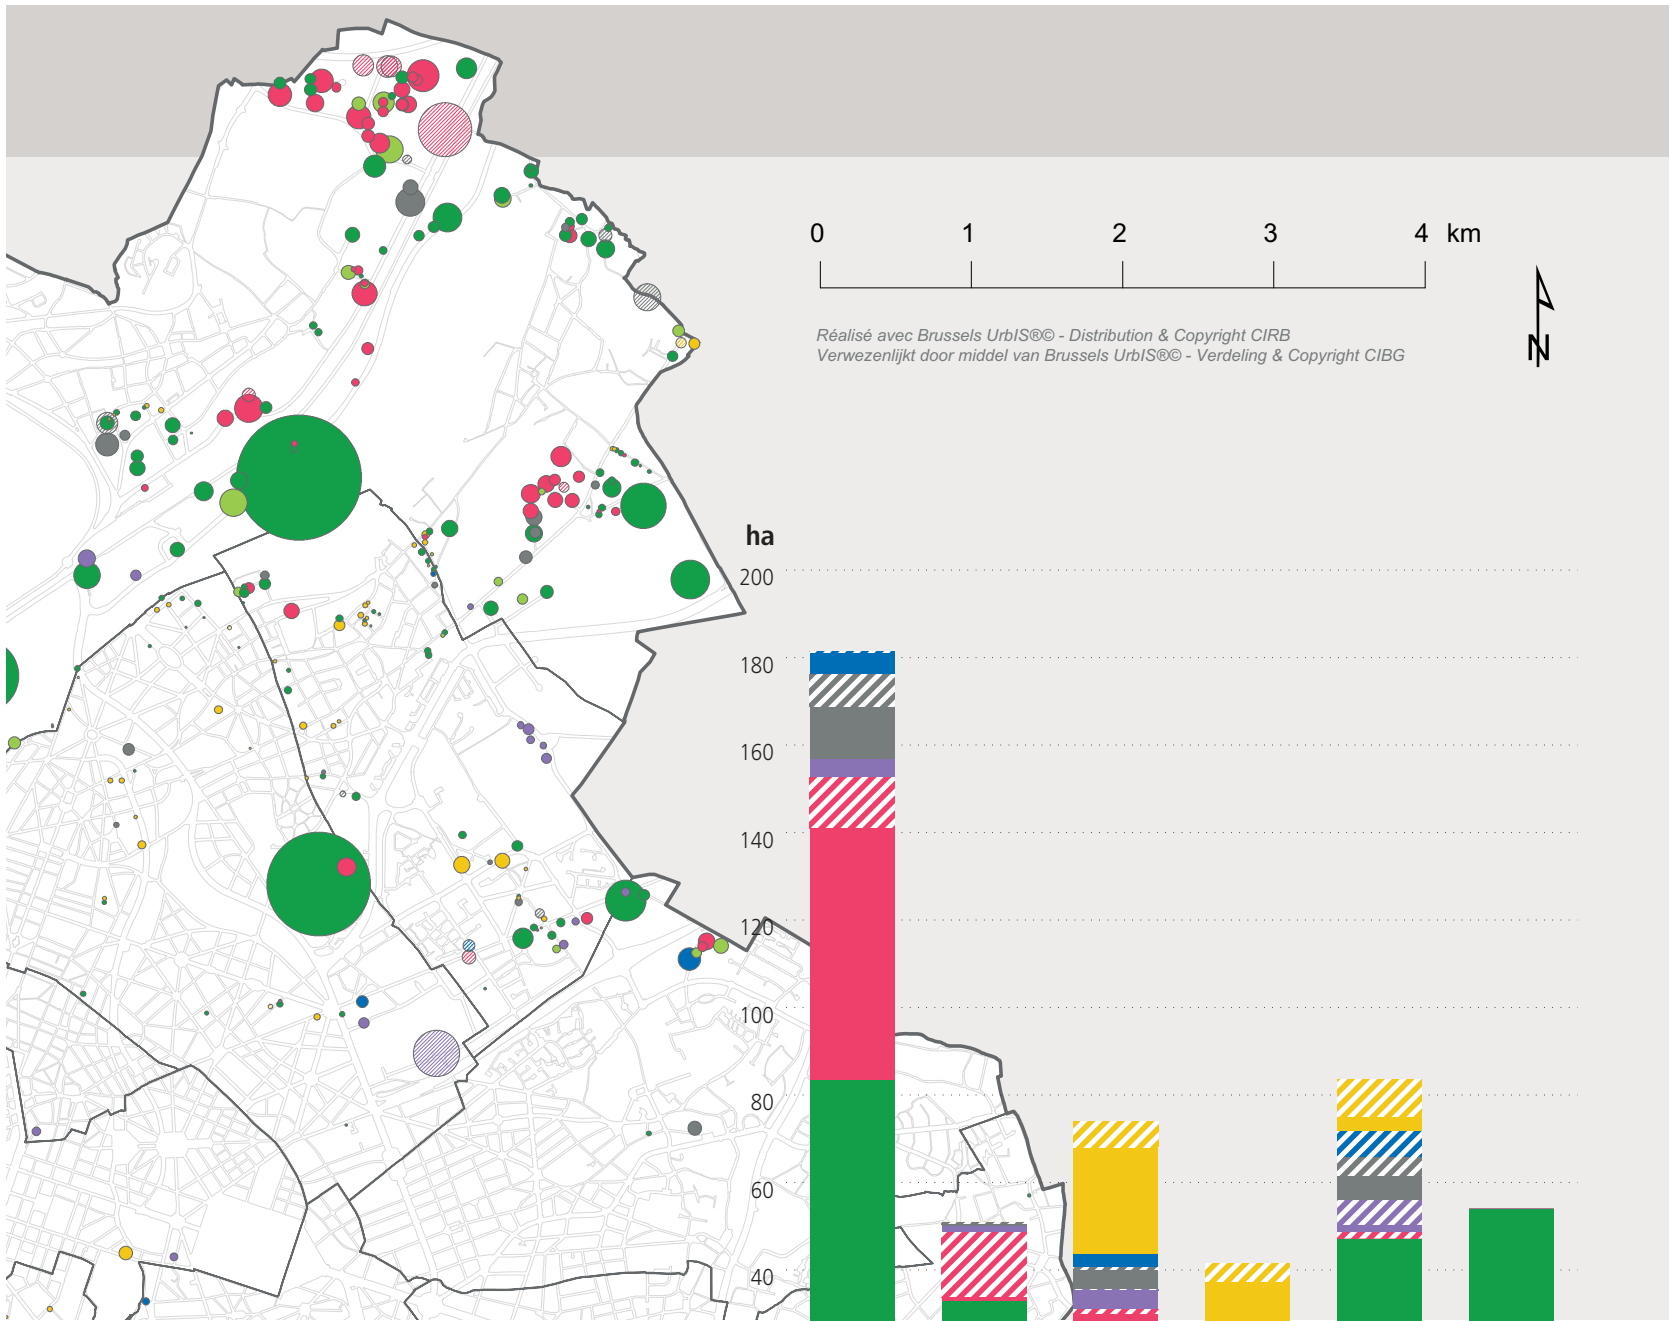 0 1 2 3 4 km
Réalisé avec Brussels UrbIS®© - Distribution & Copyright CIRB
Verwezenlijkt door middel van Brussels UrbIS®© - Verdeling & Copyright CIBG
N
ha
200
180
160
140
120
100
80
60
40